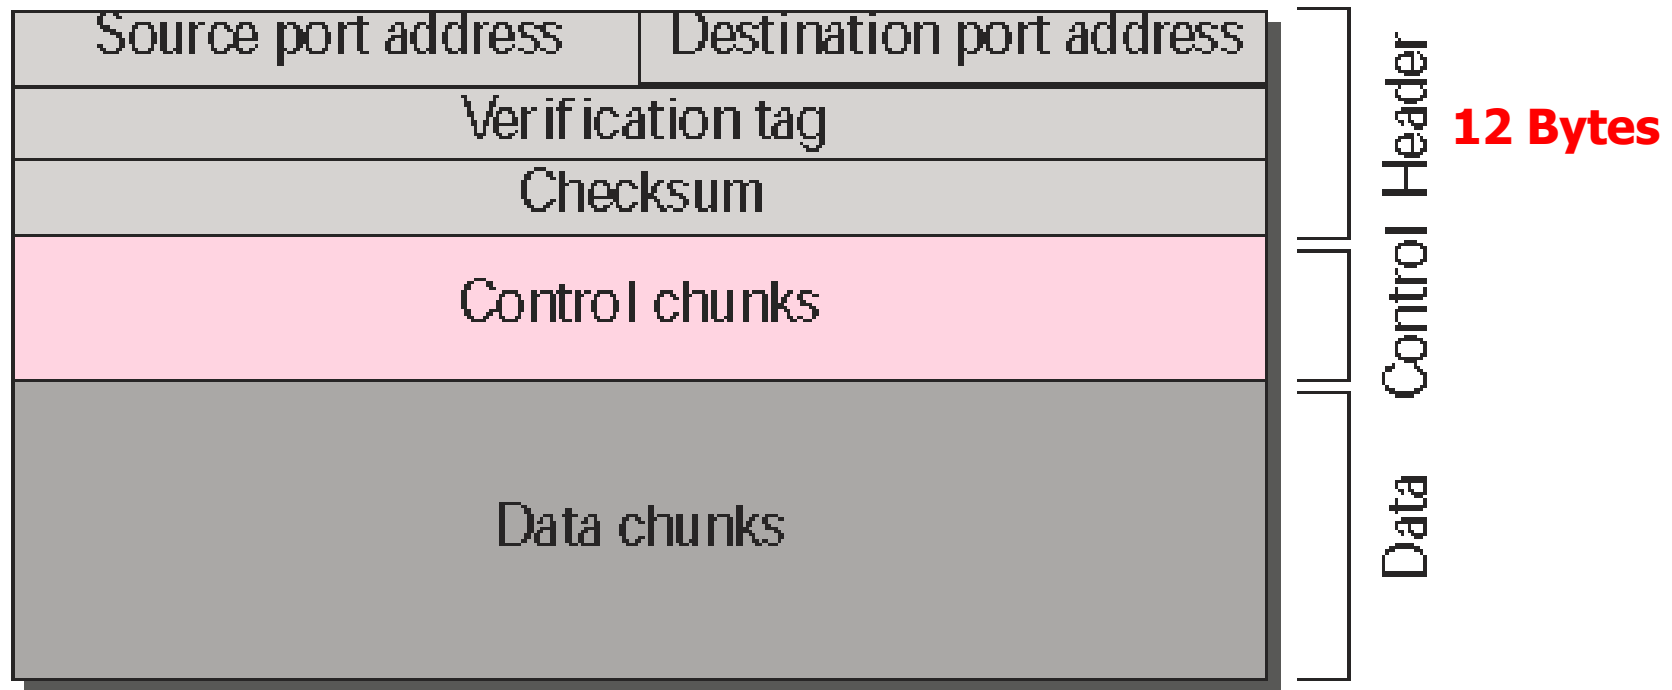 Source port address
Destination port address
Verification tag
Checksum
Control chunks
Data chunks
Header
12 Bytes
Control
Data